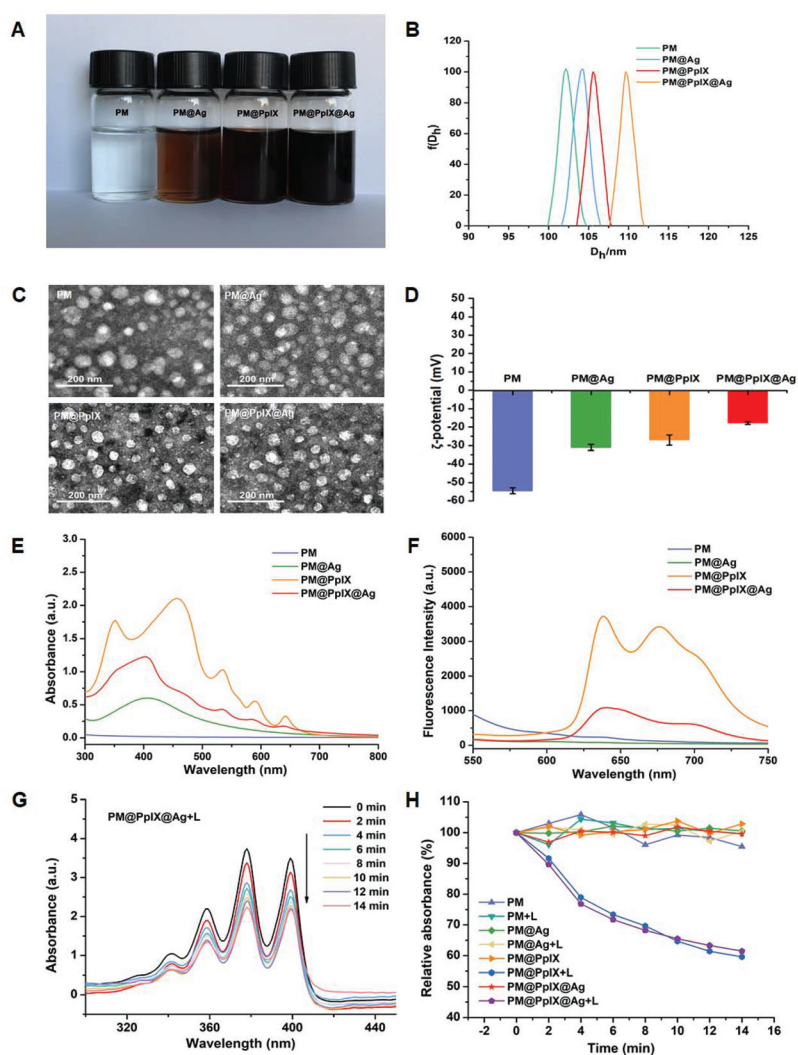 A
PM
PM@Ag
PM@PpIX
PM@PpIX@Ag
B
PM
PM@Ag
PM@PpIX
PM@PpIX@Ag
f(Dh)
120
100
80
60
40
20
0
90 95 100 105 110 115 120 125
Dh/nm
C
PM
200 nm
PM@Ag
200 nm
PM@PpIX
200 nm
PM@PpIX@Ag
200 nm
D
ζ-potential (mV)
50
40
30
20
10
0
-10
-20
-30
-40
-50
-60
PM PM@Ag PM@PpIX PM@PpIX@Ag
E
PM
PM@Ag
PM@PpIX
PM@PpIX@Ag
Absorbance (a.u.)
3.0
2.5
2.0
1.5
1.0
0.5
0.0
300 400 500 600 700 800
Wavelength (nm)
F
PM
PM@Ag
PM@PpIX
PM@PpIX@Ag
Fluorescence Intensity (a.u.)
6000
5000
4000
3000
2000
1000
0
550 600 650 700 750
Wavelength (nm)
G
PM@PpIX@Ag+L
0 min
2 min
4 min
6 min
8 min
10 min
12 min
14 min
Absorbance (a.u.)
5
4
3
2
1
0
320 360 400 440
Wavelength (nm)
H
Relative absorbance (%)
110
105
100
95
90
85
80
75
70
65
60
55
50
45
40
PM
PM+L
PM@Ag
PM@Ag+L
PM@PpIX
PM@PpIX+L
PM@PpIX@Ag
PM@PpIX@Ag+L
-2 0 2 4 6 8 10 12 14 16
Time (min)